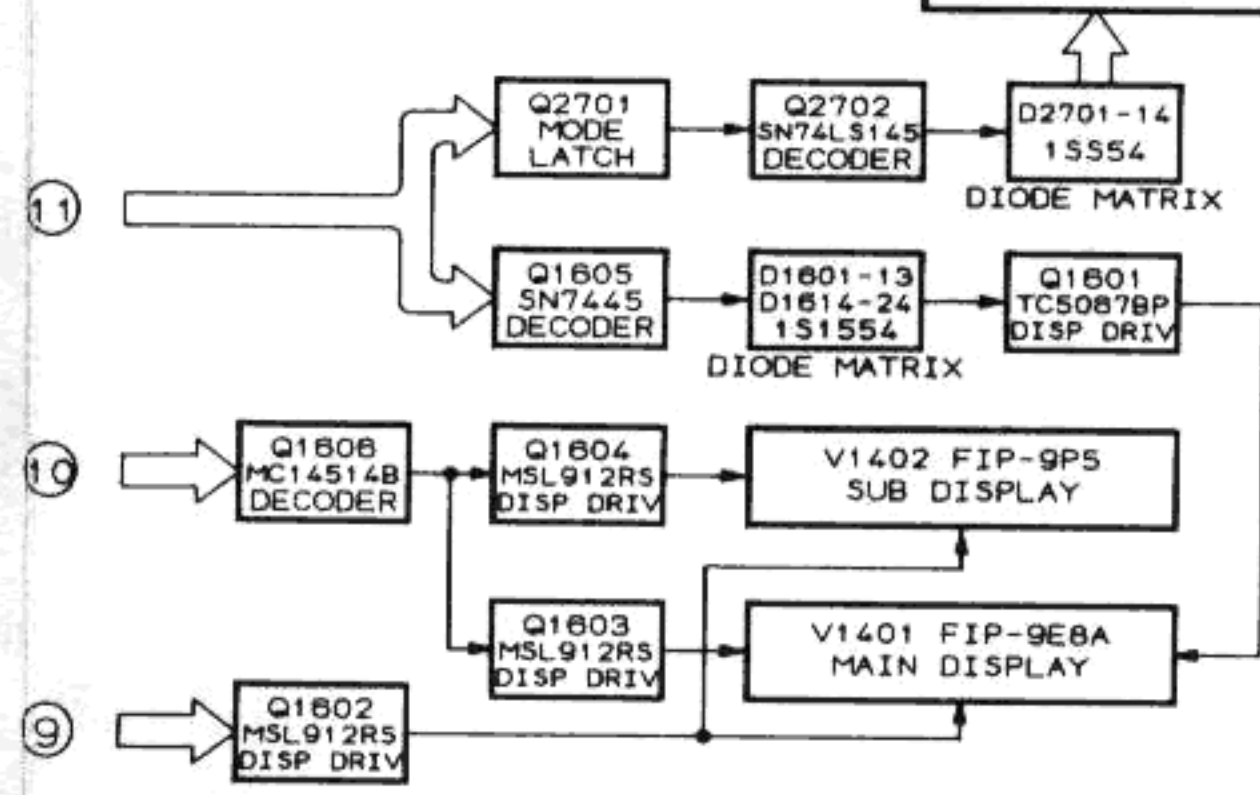 11
Q2701
MODE
LATCH
Q2702
SN74LS145
DECODER
D2701-14
1SS54
DIODE MATRIX
Q1605
SN7445
DECODER
D1601-13
D1614-24
1S1554
DIODE MATRIX
Q1601
TC5087BP
DISP DRIV
10
Q1606
MC14514B
DECODER
Q1604
MSL912RS
DISP DRIV
V1402 FIP-9P5
SUB DISPLAY
Q1603
MSL912RS
DISP DRIV
V1401 FIP-9E8A
MAIN DISPLAY
9
Q1602
MSL912RS
DISP DRIV